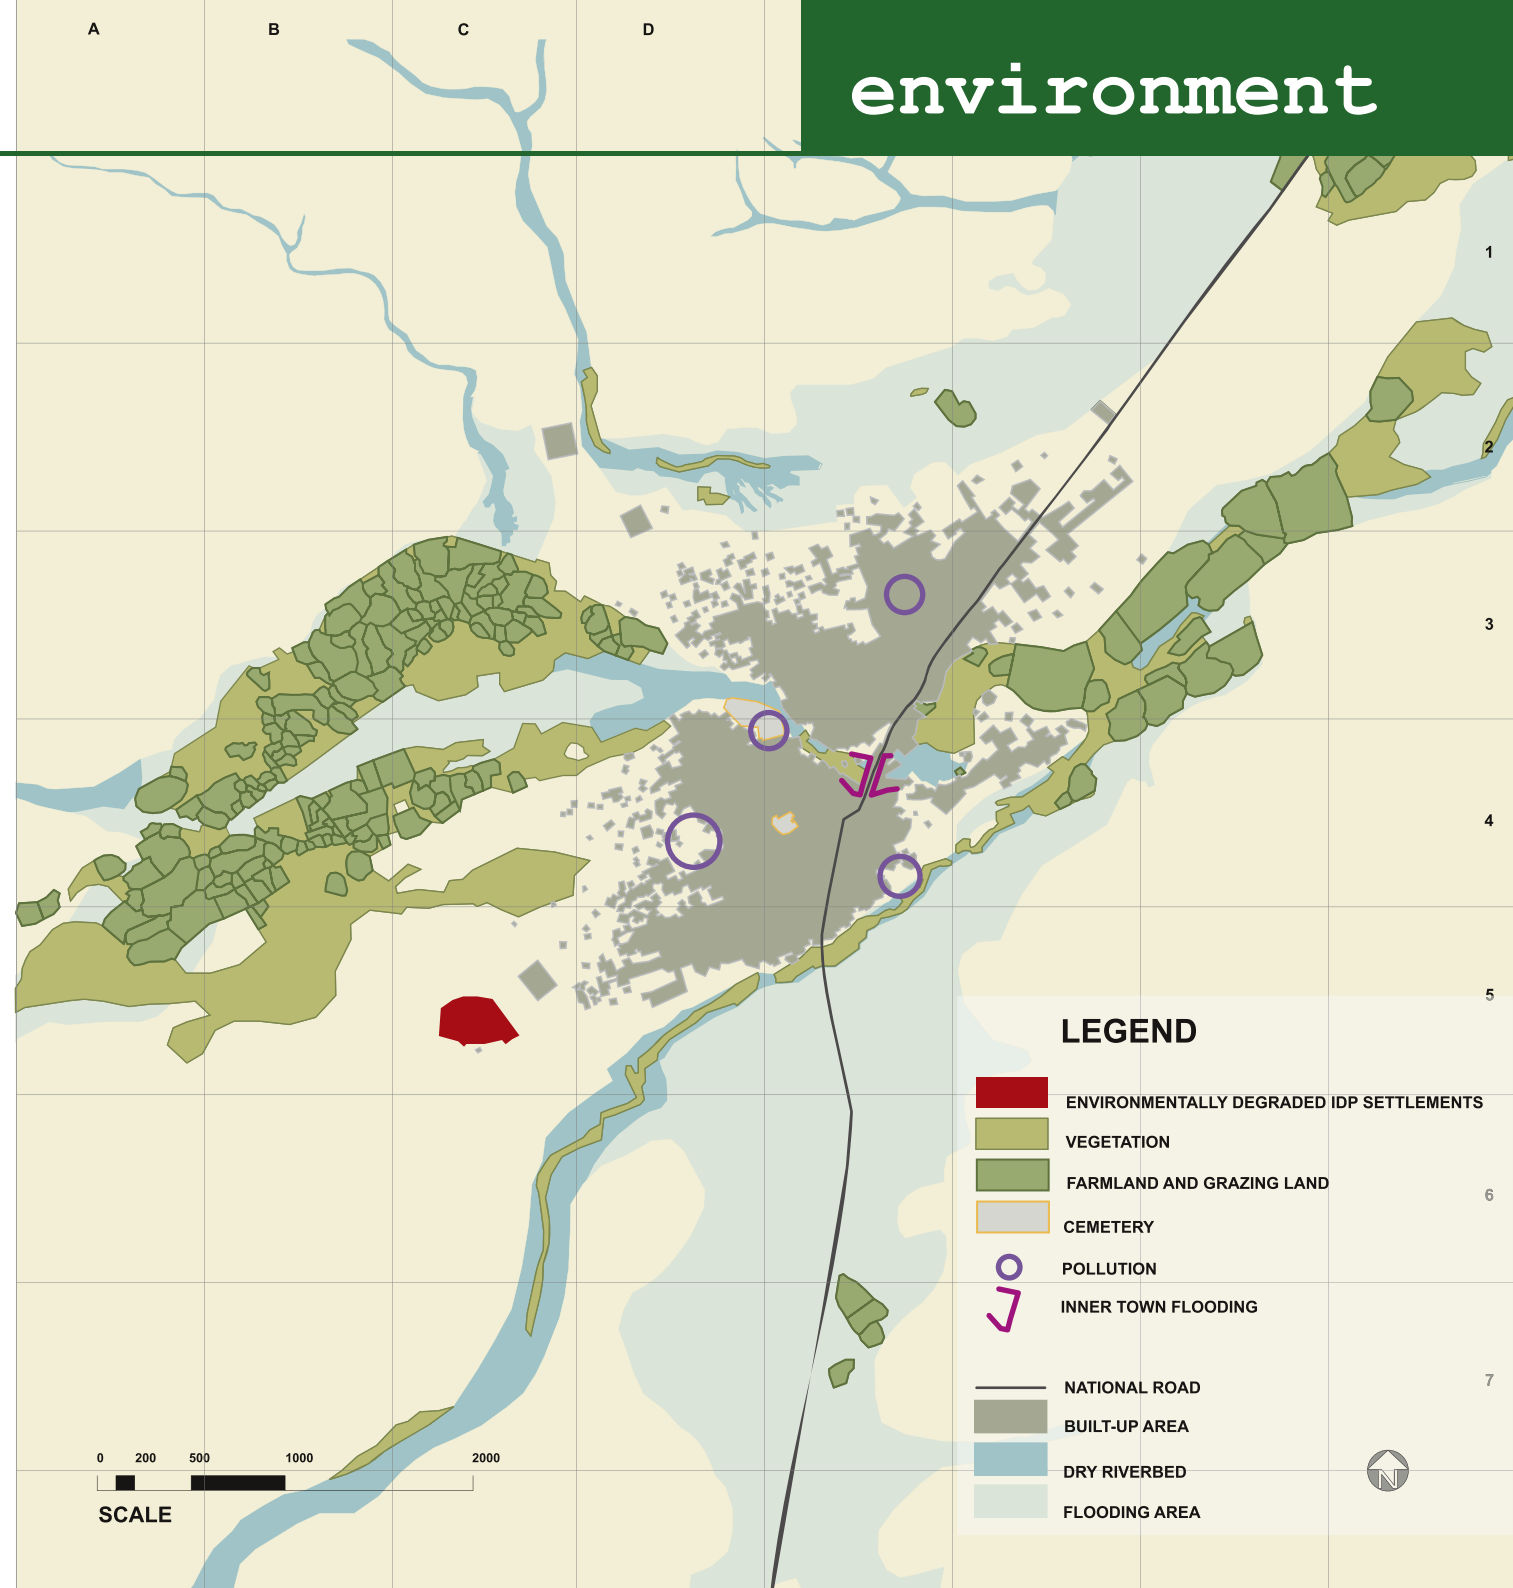 A B C D
environment
1
2
3
4
5
LEGEND
ENVIRONMENTALLY DEGRADED IDP SETTLEMENTS
VEGETATION
FARMLAND AND GRAZING LAND
6
CEMETERY
POLLUTION
INNER TOWN FLOODING
7
NATIONAL ROAD
BUILT-UP AREA
DRY RIVERBED
FLOODING AREA
0 200 500 1000 2000
SCALE
N